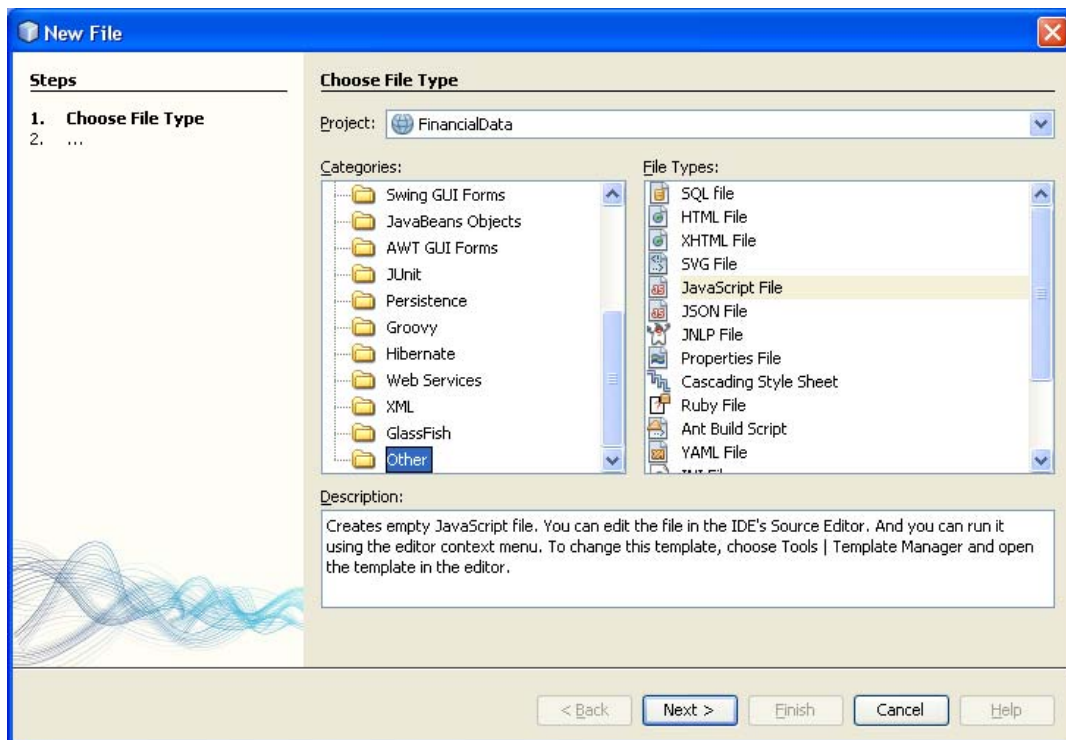 New File
Steps
1. Choose File Type
2. ...
Choose File Type
Project: FinancialData
Categories:
Swing GUI Forms
JavaBeans Objects
AWT GUI Forms
JUnit
Persistence
Groovy
Hibernate
Web Services
XML
GlassFish
Other
File Types:
SQL file
HTML File
XHTML File
SVG File
JavaScript File
JSON File
JNLP File
Properties File
Cascading Style Sheet
Ruby File
Ant Build Script
YAML File
Description:
Creates empty JavaScript file. You can edit the file in the IDE's Source Editor. And you can run it
using the editor context menu. To change this template, choose Tools | Template Manager and open
the template in the editor.
< Back Next > Finish Cancel Help